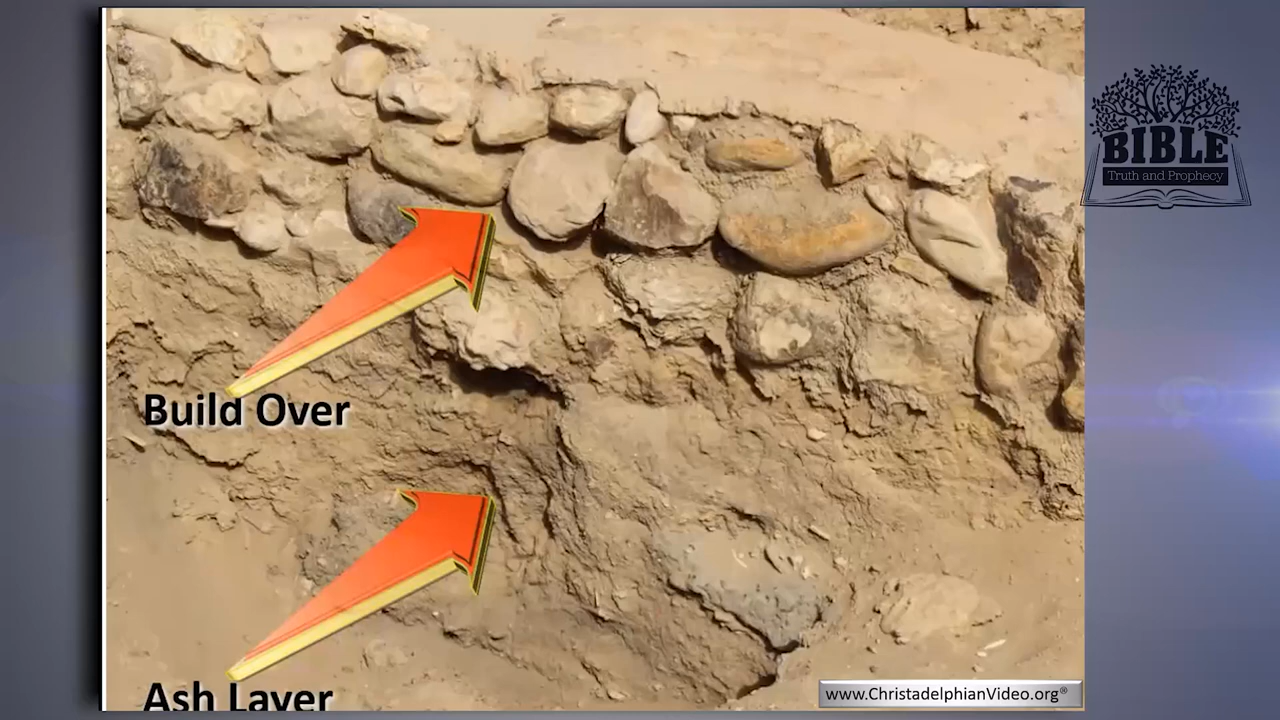 BIBLE
Truth and Prophecy
Build Over
Ash Layer
www.ChristadelphianVideo.org®